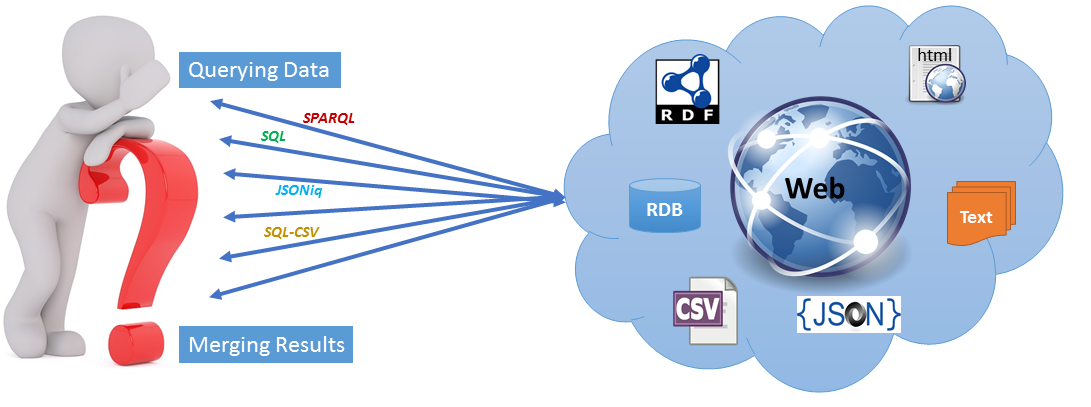 Querying Data
SPARQL
SQL
JSONiq
SQL-CSV
Merging Results
RDF
html
Web
RDB
Text
CSV
{JSON}